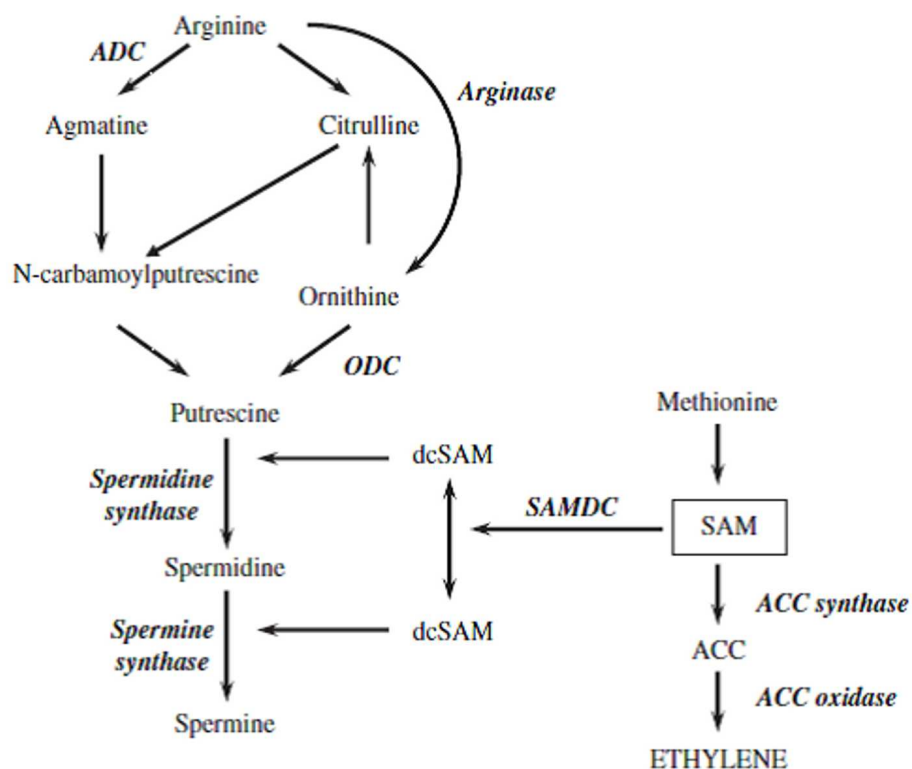 Arginine
ADC
Arginase
Agmatine
Citrulline
N-carbamoylputrescine
Ornithine
ODC
Putrescine
Methionine
dcSAM
Spermidine
synthase
SAMDC
SAM
Spermidine
ACC synthase
Spermine
synthase
dcSAM
ACC
ACC oxidase
Spermine
ETHYLENE